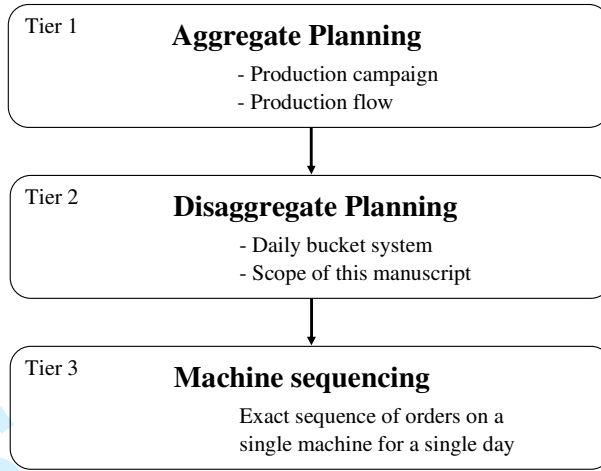 Tier 1
Aggregate Planning
- Production campaign
- Production flow
Tier 2
Disaggregate Planning
- Daily bucket system
- Scope of this manuscript
Tier 3
Machine sequencing
Exact sequence of orders on a
single machine for a single day